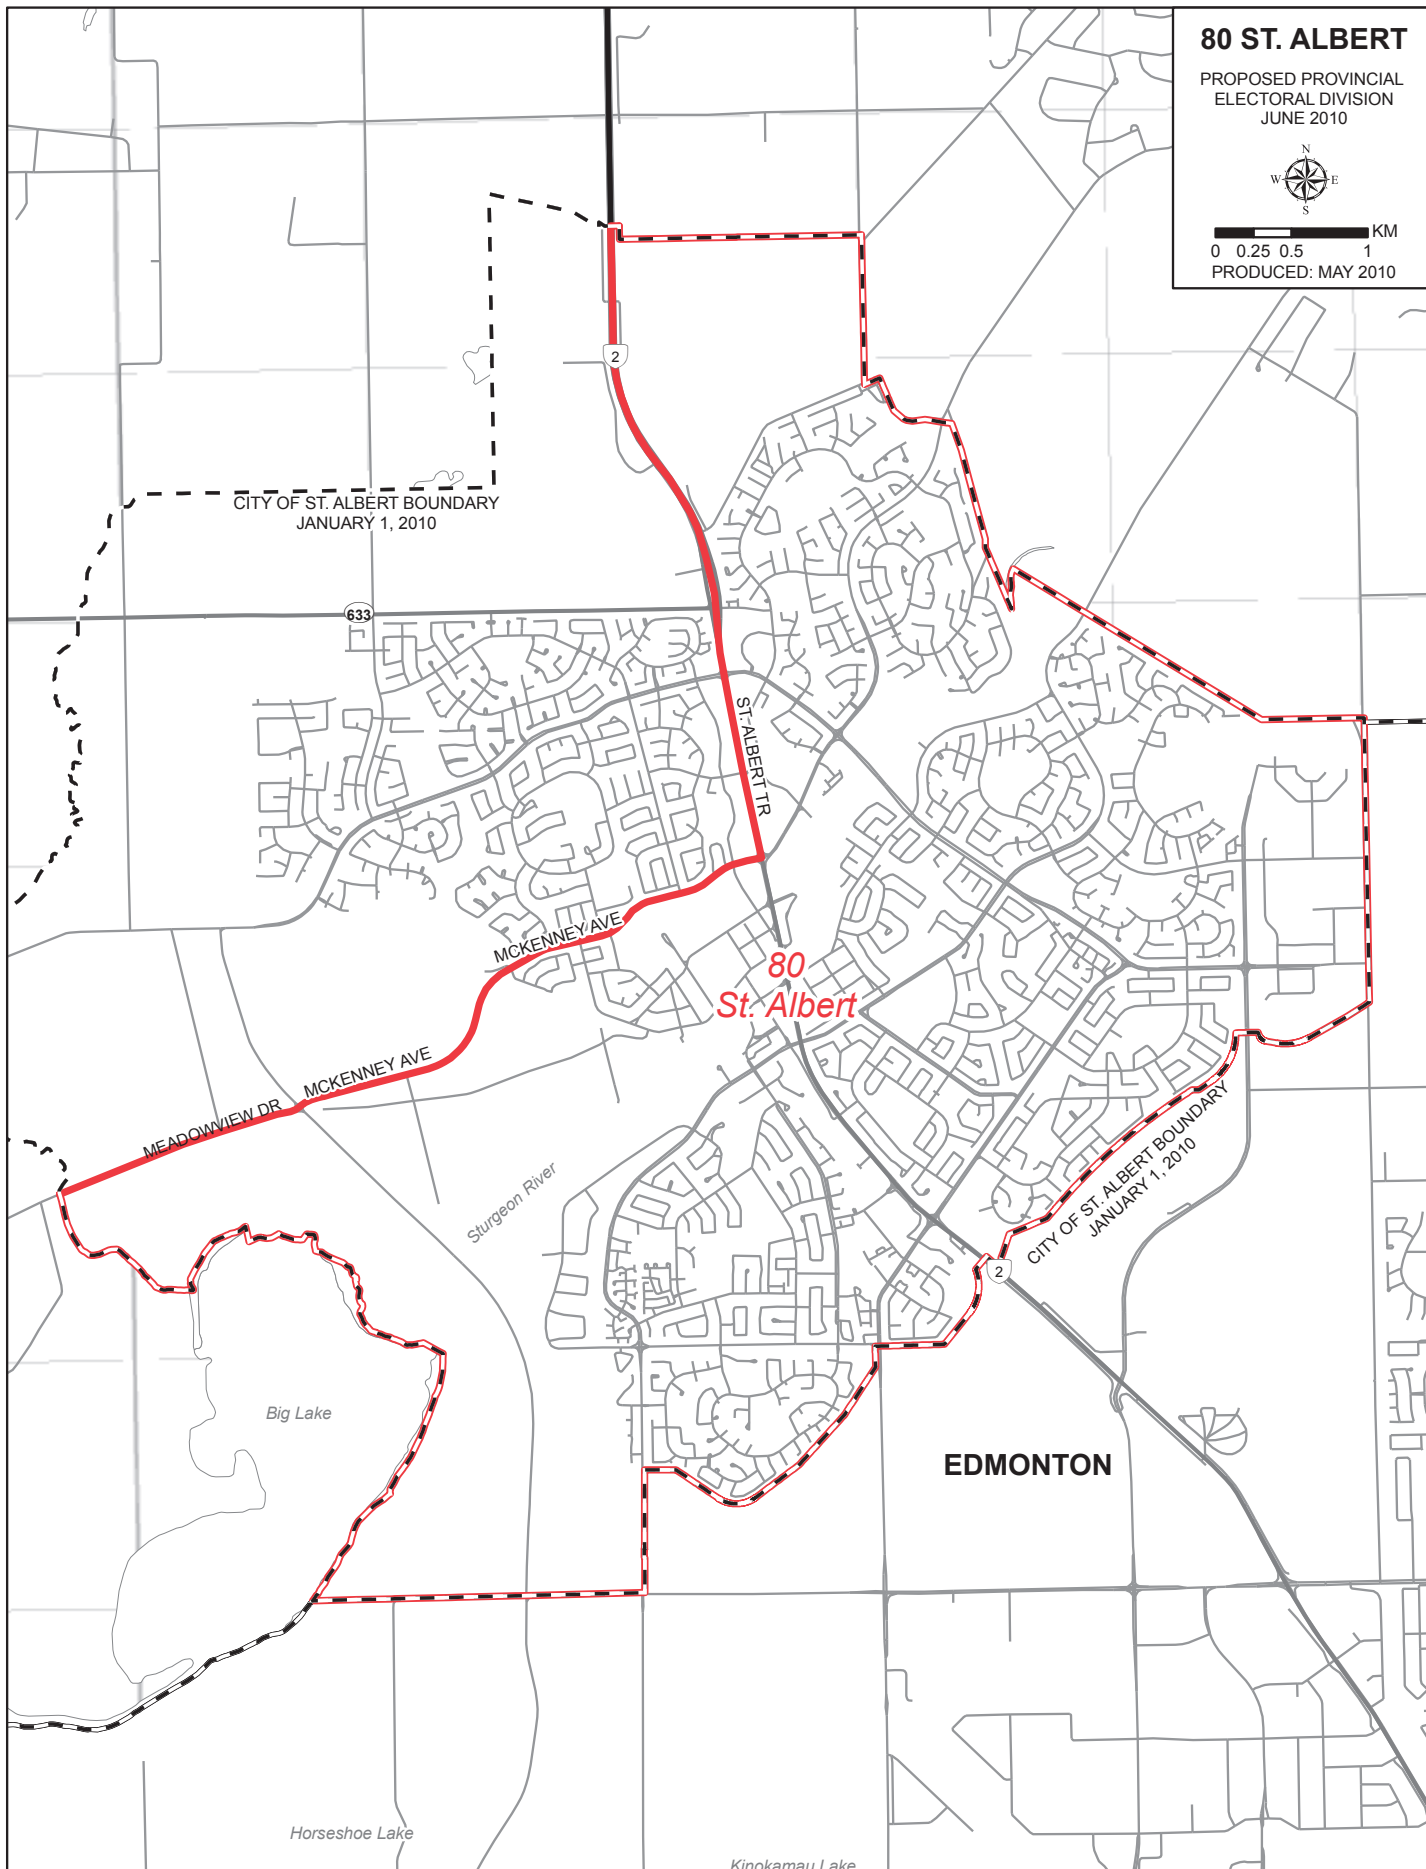 80 ST. ALBERT
PROPOSED PROVINCIAL
ELECTORAL DIVISION
JUNE 2010
N
W E
S
KM
0 0.25 0.5 1
PRODUCED: MAY 2010
2
CITY OF ST. ALBERT BOUNDARY
JANUARY 1, 2010
633
ST. ALBERT TR
MCKENNEY AVE
80
St. Albert
MCKENNEY AVE
MEADOWVIEW DR
CITY OF ST. ALBERT BOUNDARY
JANUARY 1, 2010
Sturgeon River
2
Big Lake
EDMONTON
Horseshoe Lake
Kinokamau Lake